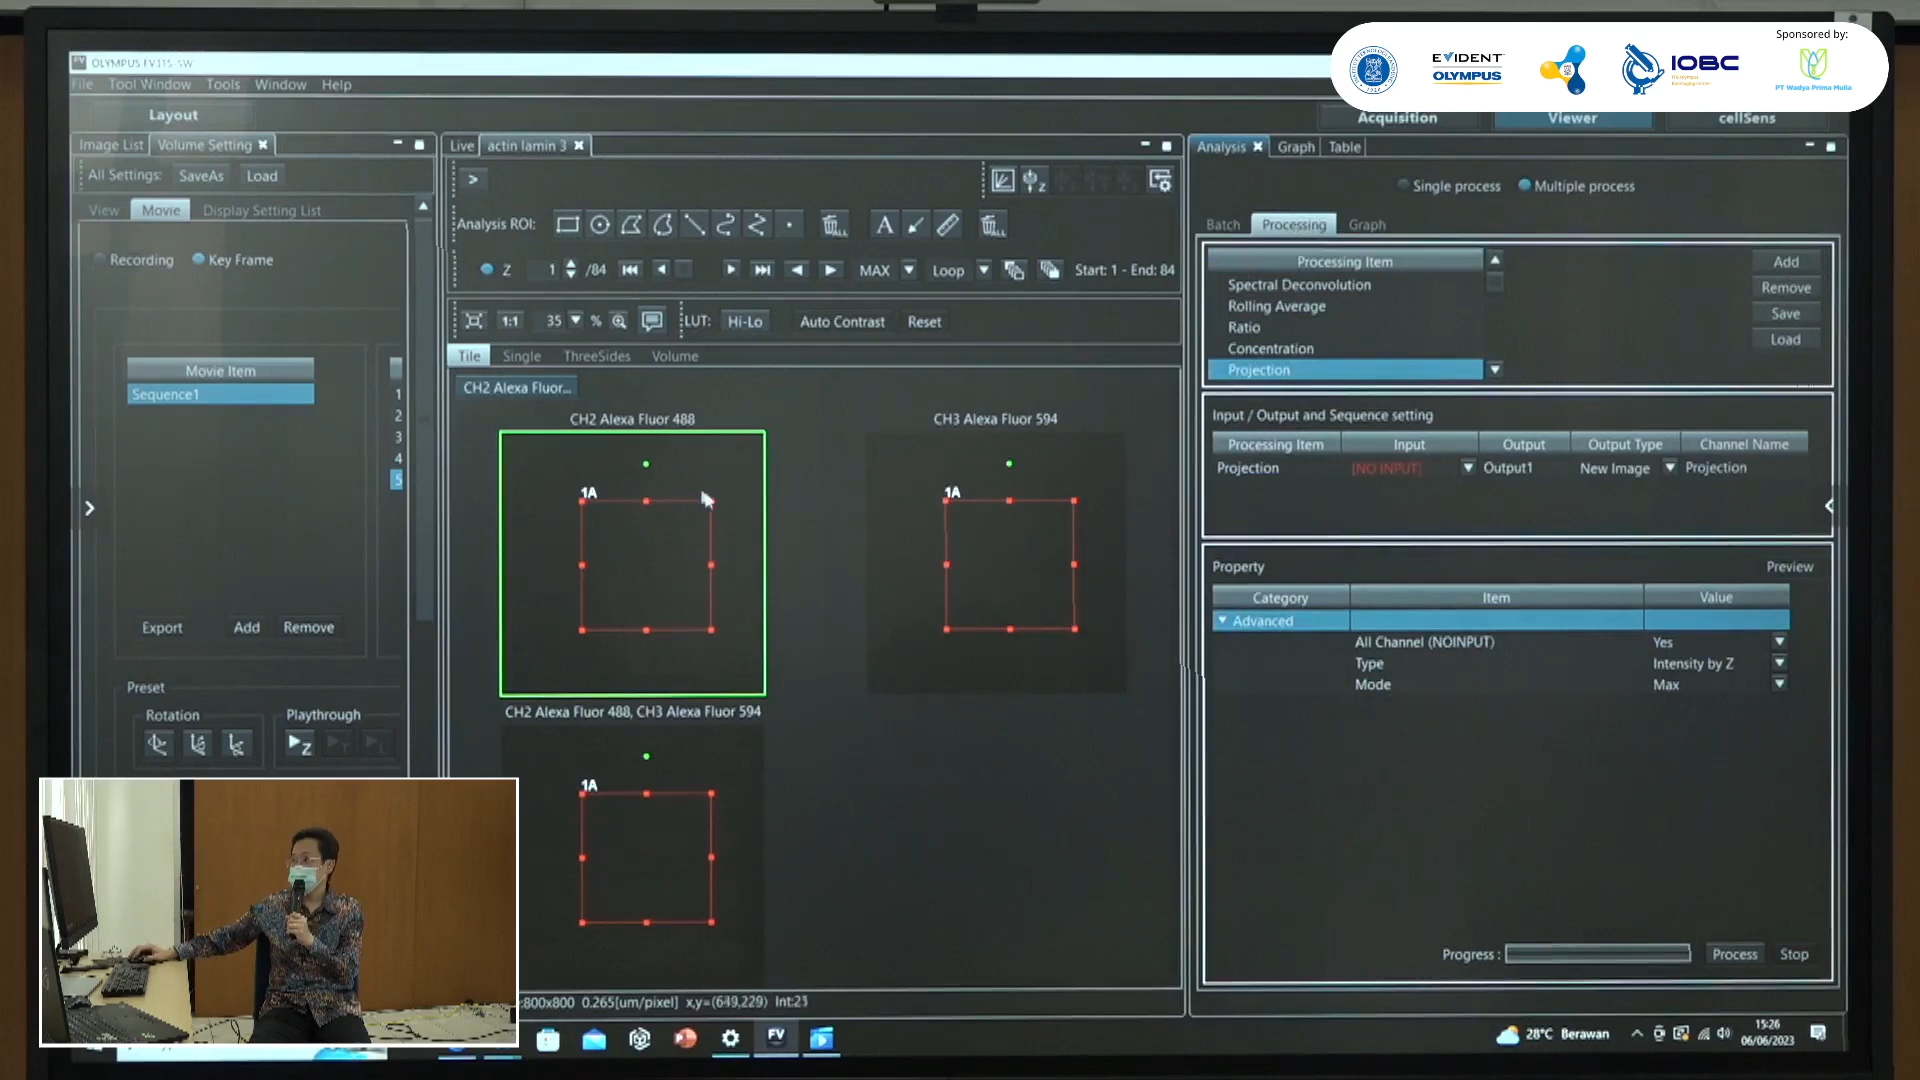 Sponsored by:
EVIDENT
OLYMPUS
IOBC
PT Wadya Prima Mulia
OLYMPUS FV31S-SW
File Tool Window Tools Window Help
Layout
Acquisition Viewer cellSens
Image List Volume Setting
All Settings: SaveAs Load
View Movie Display Setting List
Recording Key Frame
Movie Item
Sequence1
1
2
3
4
5
Export Add Remove
Preset
Rotation Playthrough
Live actin lamin 3
Analysis ROI:
Z 1 /84 MAX Loop Start: 1 - End: 84
1:1 35 % LUT: Hi-Lo Auto Contrast Reset
Tile Single ThreeSides Volume
CH2 Alexa Fluor...
CH2 Alexa Fluor 488
CH3 Alexa Fluor 594
1A
1A
CH2 Alexa Fluor 488, CH3 Alexa Fluor 594
1A
:800x800 0.265[um/pixel] x,y=(649,229) Int:23
Analysis Graph Table
Single process Multiple process
Batch Processing Graph
Processing Item
Spectral Deconvolution
Rolling Average
Ratio
Concentration
Projection
Add
Remove
Save
Load
Input / Output and Sequence setting
Processing Item Input Output Output Type Channel Name
Projection [NO INPUT] Output1 New Image Projection
Property Preview
Category Item Value
Advanced
All Channel (NOINPUT) Yes
Type Intensity by Z
Mode Max
Progress : Process Stop
FV
28°C Berawan
15:26
06/06/2023